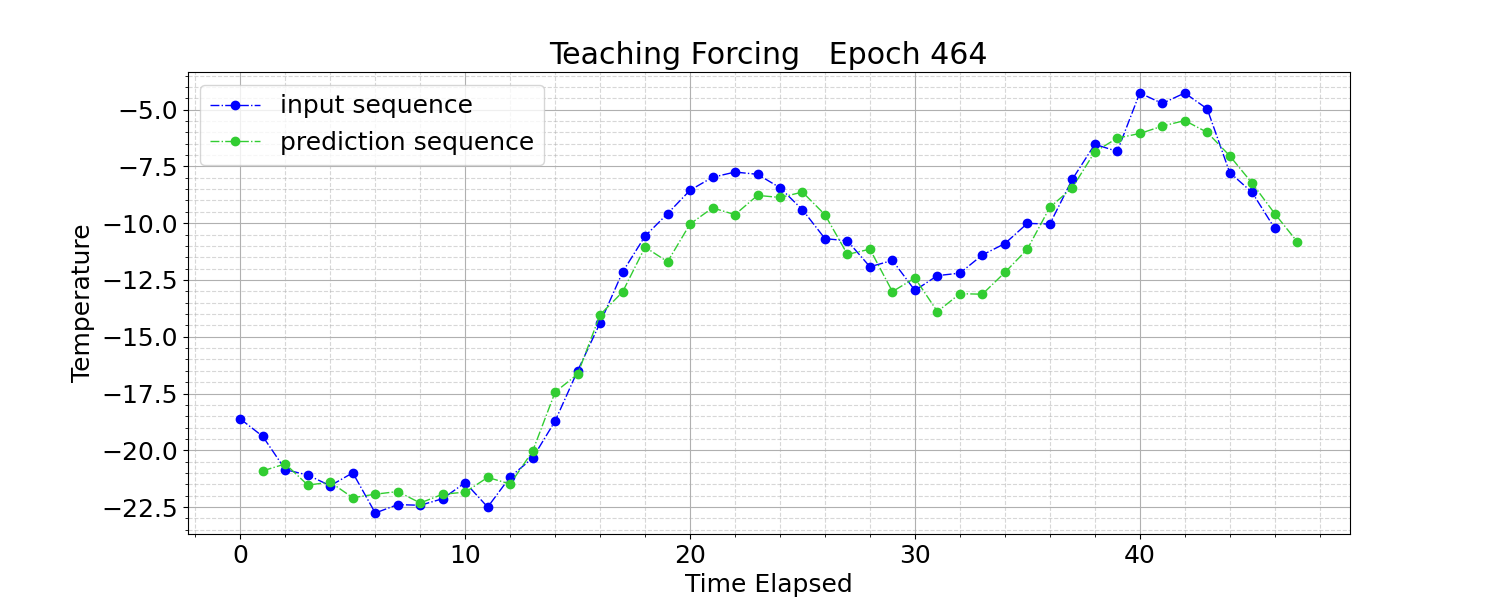 Teaching Forcing   Epoch 464
input sequence
prediction sequence
Temperature
−5.0
−7.5
−10.0
−12.5
−15.0
−17.5
−20.0
−22.5
0
10
20
30
40
Time Elapsed